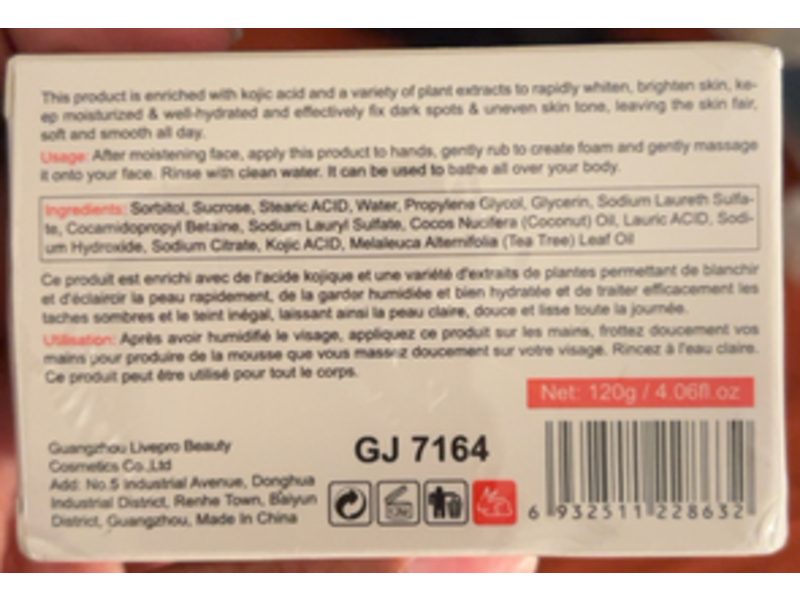 This product is enriched with kojic acid and a variety of plant extracts to rapidly whiten, brighten skin, ke-
ep moisturized & well-hydrated and effectively fix dark spots & uneven skin tone, leaving the skin fair,
soft and smooth all day.
Usage: After moistening face, apply this product to hands, gently rub to create foam and gently massage
it onto your face. Rinse with clean water. It can be used to bathe all over your body.
Ingredients: Sorbitol, Sucrose, Stearic ACID, Water, Propylene Glycol, Glycerin, Sodium Laureth Sulfa-
te, Cocamidopropyl Betaine, Sodium Lauryl Sulfate, Cocos Nucifera (Coconut) Oil, Lauric ACID, Sodi-
um Hydroxide, Sodium Citrate, Kojic ACID, Melaleuca Alternifolia (Tea Tree) Leaf Oil
Ce produit est enrichi avec de l'acide kojique et une variété d'extraits de plantes permettant de blanchir
et d'éclaircir la peau rapidement, de la garder humidiée et bien hydratée et de traiter efficacement les
taches sombres et le teint inégal, laissant ainsi la peau claire, douce et lisse toute la journée.
Utilisation: Après avoir humidifié le visage, appliquez ce produit sur les mains, frottez doucement vos
mains pour produire de la mousse que vous massez doucement sur votre visage. Rincez à l'eau claire.
Ce produit peut être utilisé pour tout le corps.
Net: 120g / 4.06fl.oz
Guangzhou Livepro Beauty
Cosmetics Co.,Ltd
Add: No.5 Industrial Avenue, Donghua
Industrial District, Renhe Town, Baiyun
District, Guangzhou, Made In China
GJ 7164
6 932511 228632